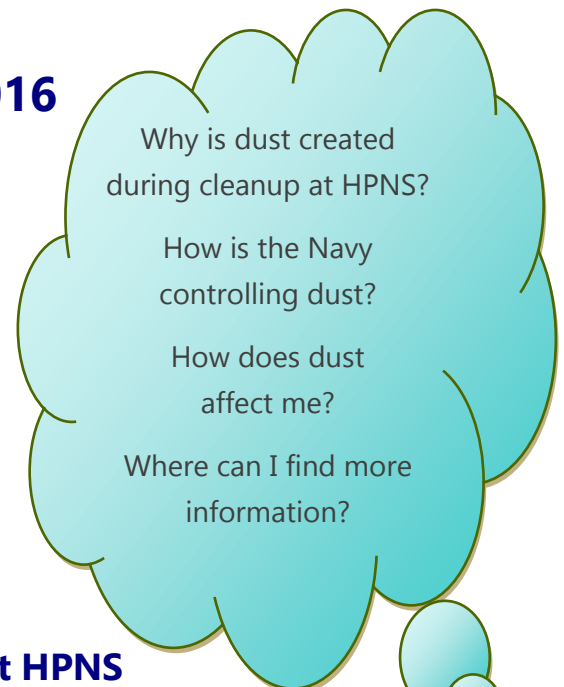 016
Why is dust created
during cleanup at HPNS?
How is the Navy
controlling dust?
How does dust
affect me?
Where can I find more
information?
t HPNS